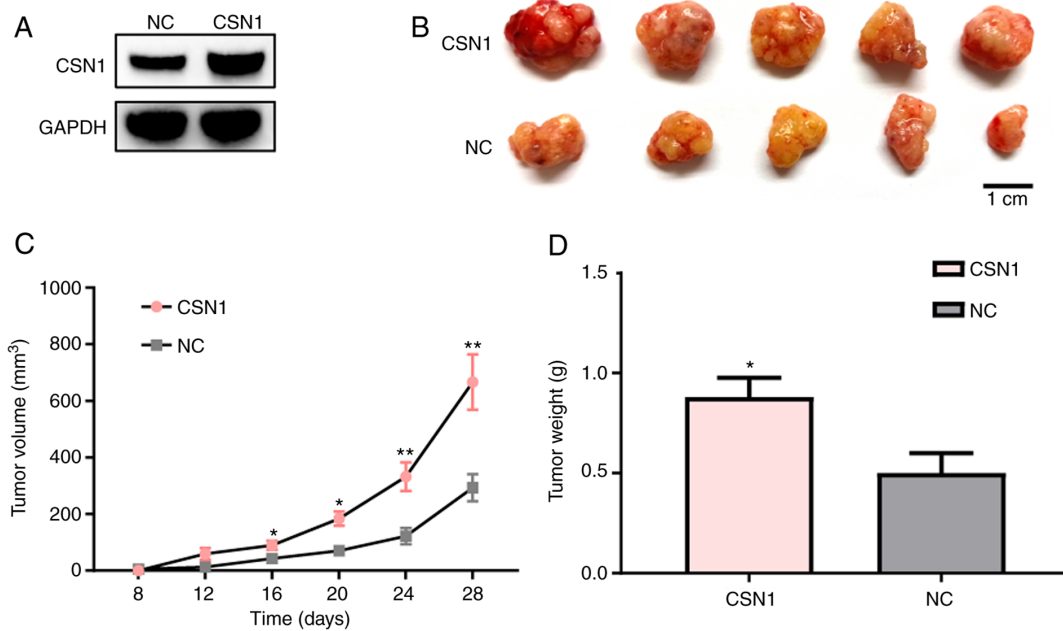 A
NC CSN1
CSN1
GAPDH
B
CSN1
NC
1 cm
C
1000
800
600
400
200
0
Tumor volume (mm³)
CSN1
NC
*
*
**
**
8 12 16 20 24 28
Time (days)
D
1.5
1.0
0.5
0.0
Tumor weight (g)
CSN1
NC
*
CSN1 NC